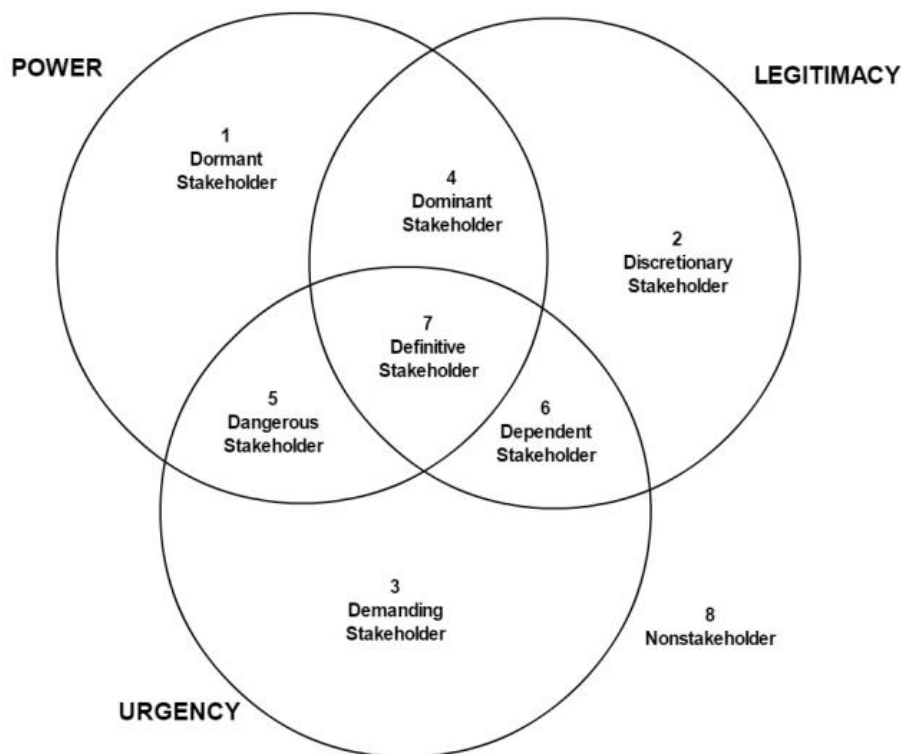 POWER
LEGITIMACY
1
Dormant
Stakeholder
4
Dominant
Stakeholder
2
Discretionary
Stakeholder
7
Definitive
Stakeholder
5
Dangerous
Stakeholder
6
Dependent
Stakeholder
3
Demanding
Stakeholder
8
Nonstakeholder
URGENCY